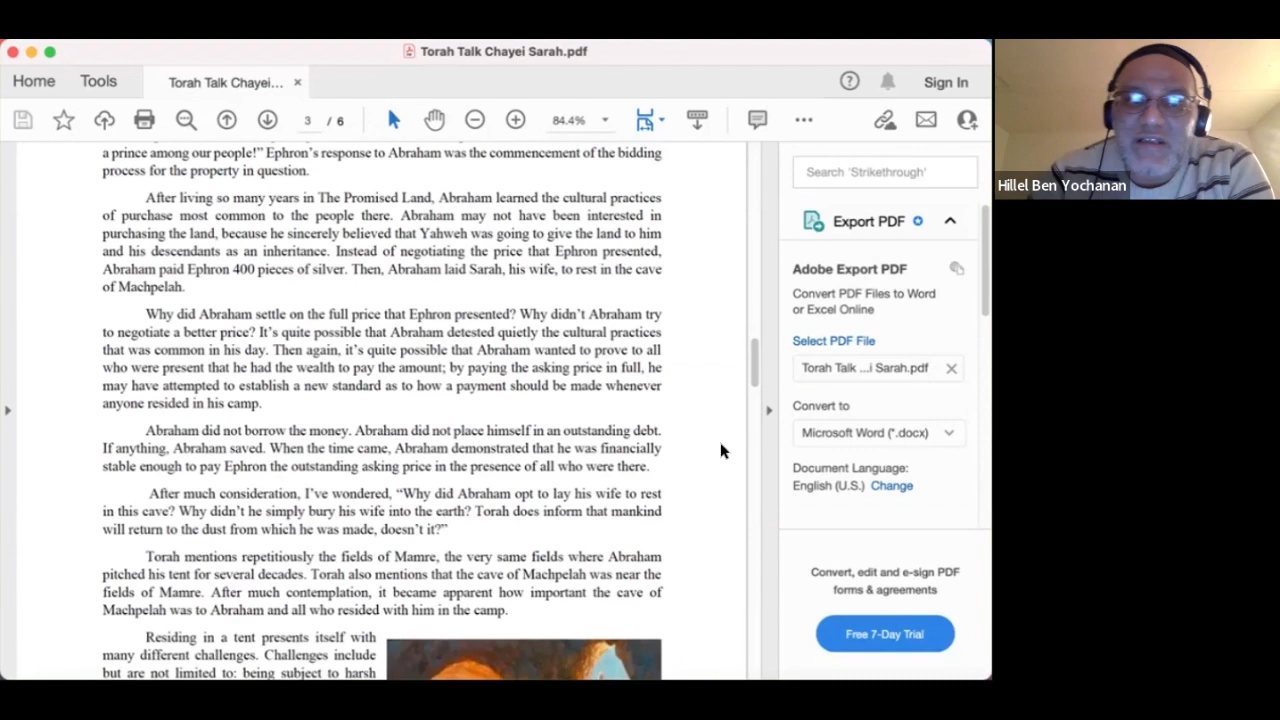 Torah Talk Chayei Sarah.pdf
Home
Tools
Torah Talk Chayei...
Sign In
3 / 6
84.4%
a prince among our people!” Ephron’s response to Abraham was the commencement of the bidding
process for the property in question.
After living so many years in The Promised Land, Abraham learned the cultural practices
of purchase most common to the people there. Abraham may not have been interested in
purchasing the land, because he sincerely believed that Yahweh was going to give the land to him
and his descendants as an inheritance. Instead of negotiating the price that Ephron presented,
Abraham paid Ephron 400 pieces of silver. Then, Abraham laid Sarah, his wife, to rest in the cave
of Machpelah.
Why did Abraham settle on the full price that Ephron presented? Why didn’t Abraham try
to negotiate a better price? It’s quite possible that Abraham detested quietly the cultural practices
that was common in his day. Then again, it’s quite possible that Abraham wanted to prove to all
who were present that he had the wealth to pay the amount; by paying the asking price in full, he
may have attempted to establish a new standard as to how a payment should be made whenever
anyone resided in his camp.
Abraham did not borrow the money. Abraham did not place himself in an outstanding debt.
If anything, Abraham saved. When the time came, Abraham demonstrated that he was financially
stable enough to pay Ephron the outstanding asking price in the presence of all who were there.
After much consideration, I’ve wondered, “Why did Abraham opt to lay his wife to rest
in this cave? Why didn’t he simply bury his wife into the earth? Torah does inform that mankind
will return to the dust from which he was made, doesn’t it?”
Torah mentions repetitiously the fields of Mamre, the very same fields where Abraham
pitched his tent for several decades. Torah also mentions that the cave of Machpelah was near the
fields of Mamre. After much contemplation, it became apparent how important the cave of
Machpelah was to Abraham and all who resided with him in the camp.
Residing in a tent presents itself with
many different challenges. Challenges include
but are not limited to: being subject to harsh
Search 'Strikethrough'
Export PDF
Adobe Export PDF
Convert PDF Files to Word
or Excel Online
Select PDF File
Torah Talk ...i Sarah.pdf
Convert to
Microsoft Word (*.docx)
Document Language:
English (U.S.) Change
Convert, edit and e-sign PDF
forms & agreements
Free 7-Day Trial
Hillel Ben Yochanan